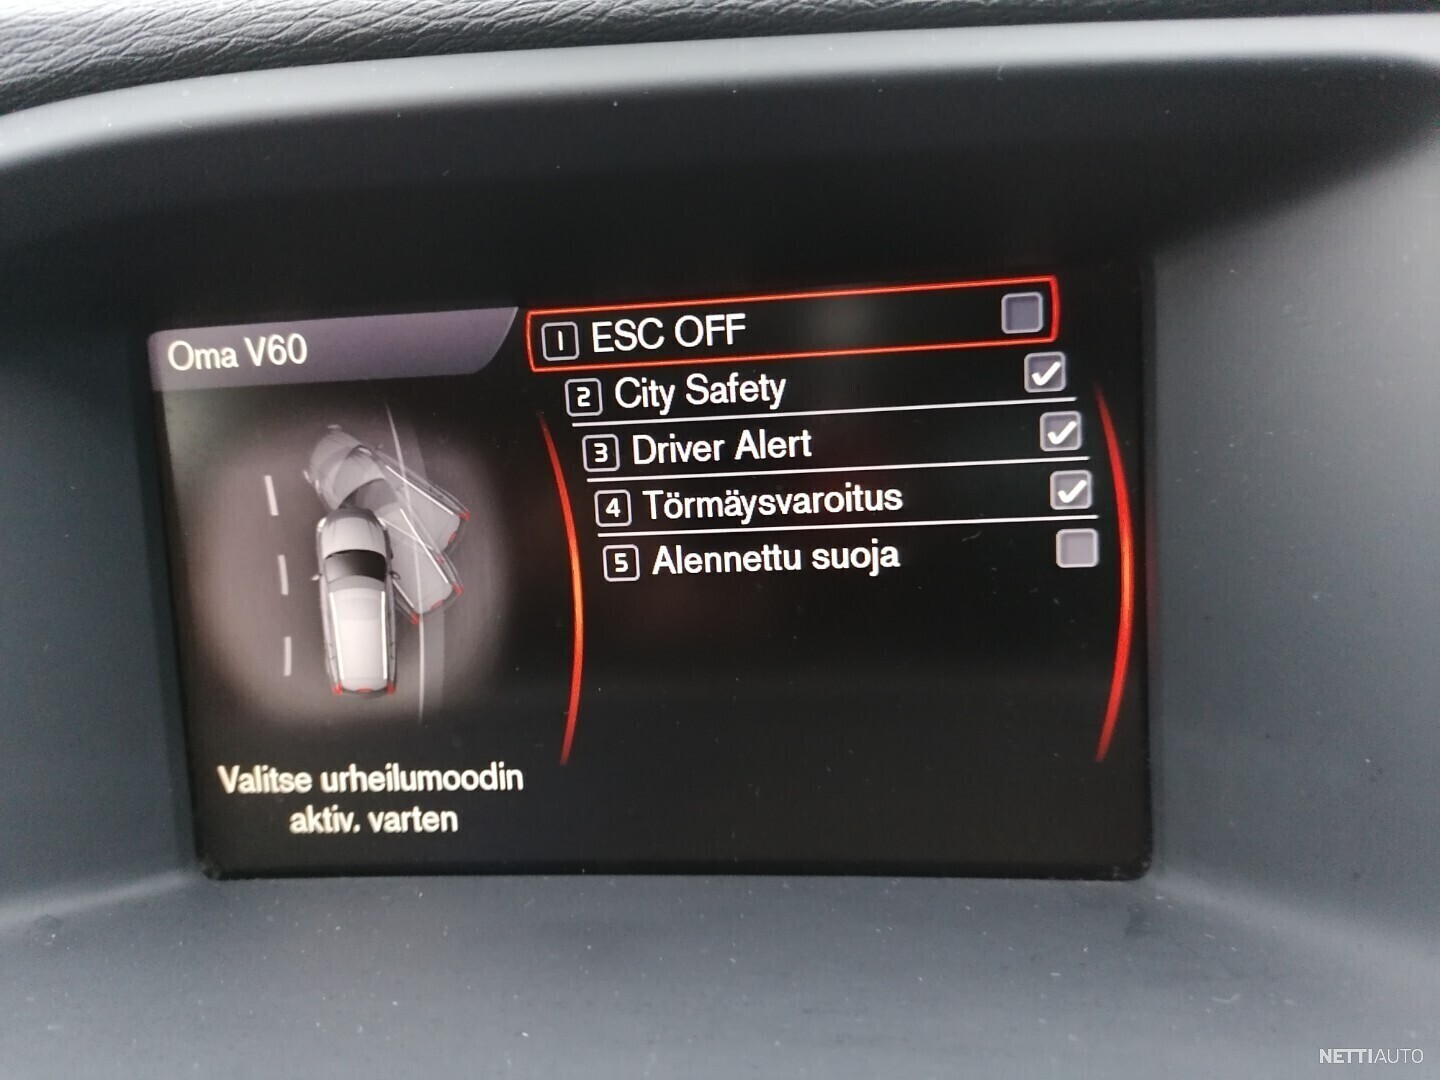 Oma V60
1 ESC OFF
2 City Safety
3 Driver Alert
4 Törmäysvaroitus
5 Alennettu suoja
Valitse urheilumoodin
aktiv. varten
NETTIAUTO